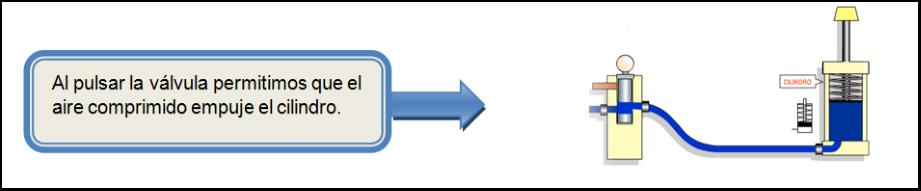 Al pulsar la válvula permitimos que el
aire comprimido empuje el cilindro.
CILINDRO